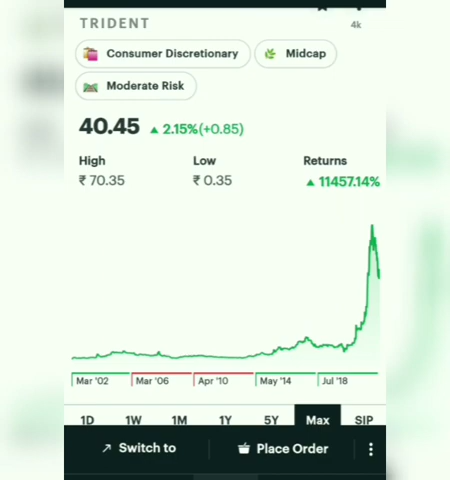 TRIDENT
4k
Consumer Discretionary
Midcap
Moderate Risk
40.45 ▲ 2.15%(+0.85)
High Low Returns
₹ 70.35 ₹ 0.35 ▲ 11457.14%
Mar '02 Mar '06 Apr '10 May '14 Jul '18
1D 1W 1M 1Y 5Y Max SIP
Switch to Place Order